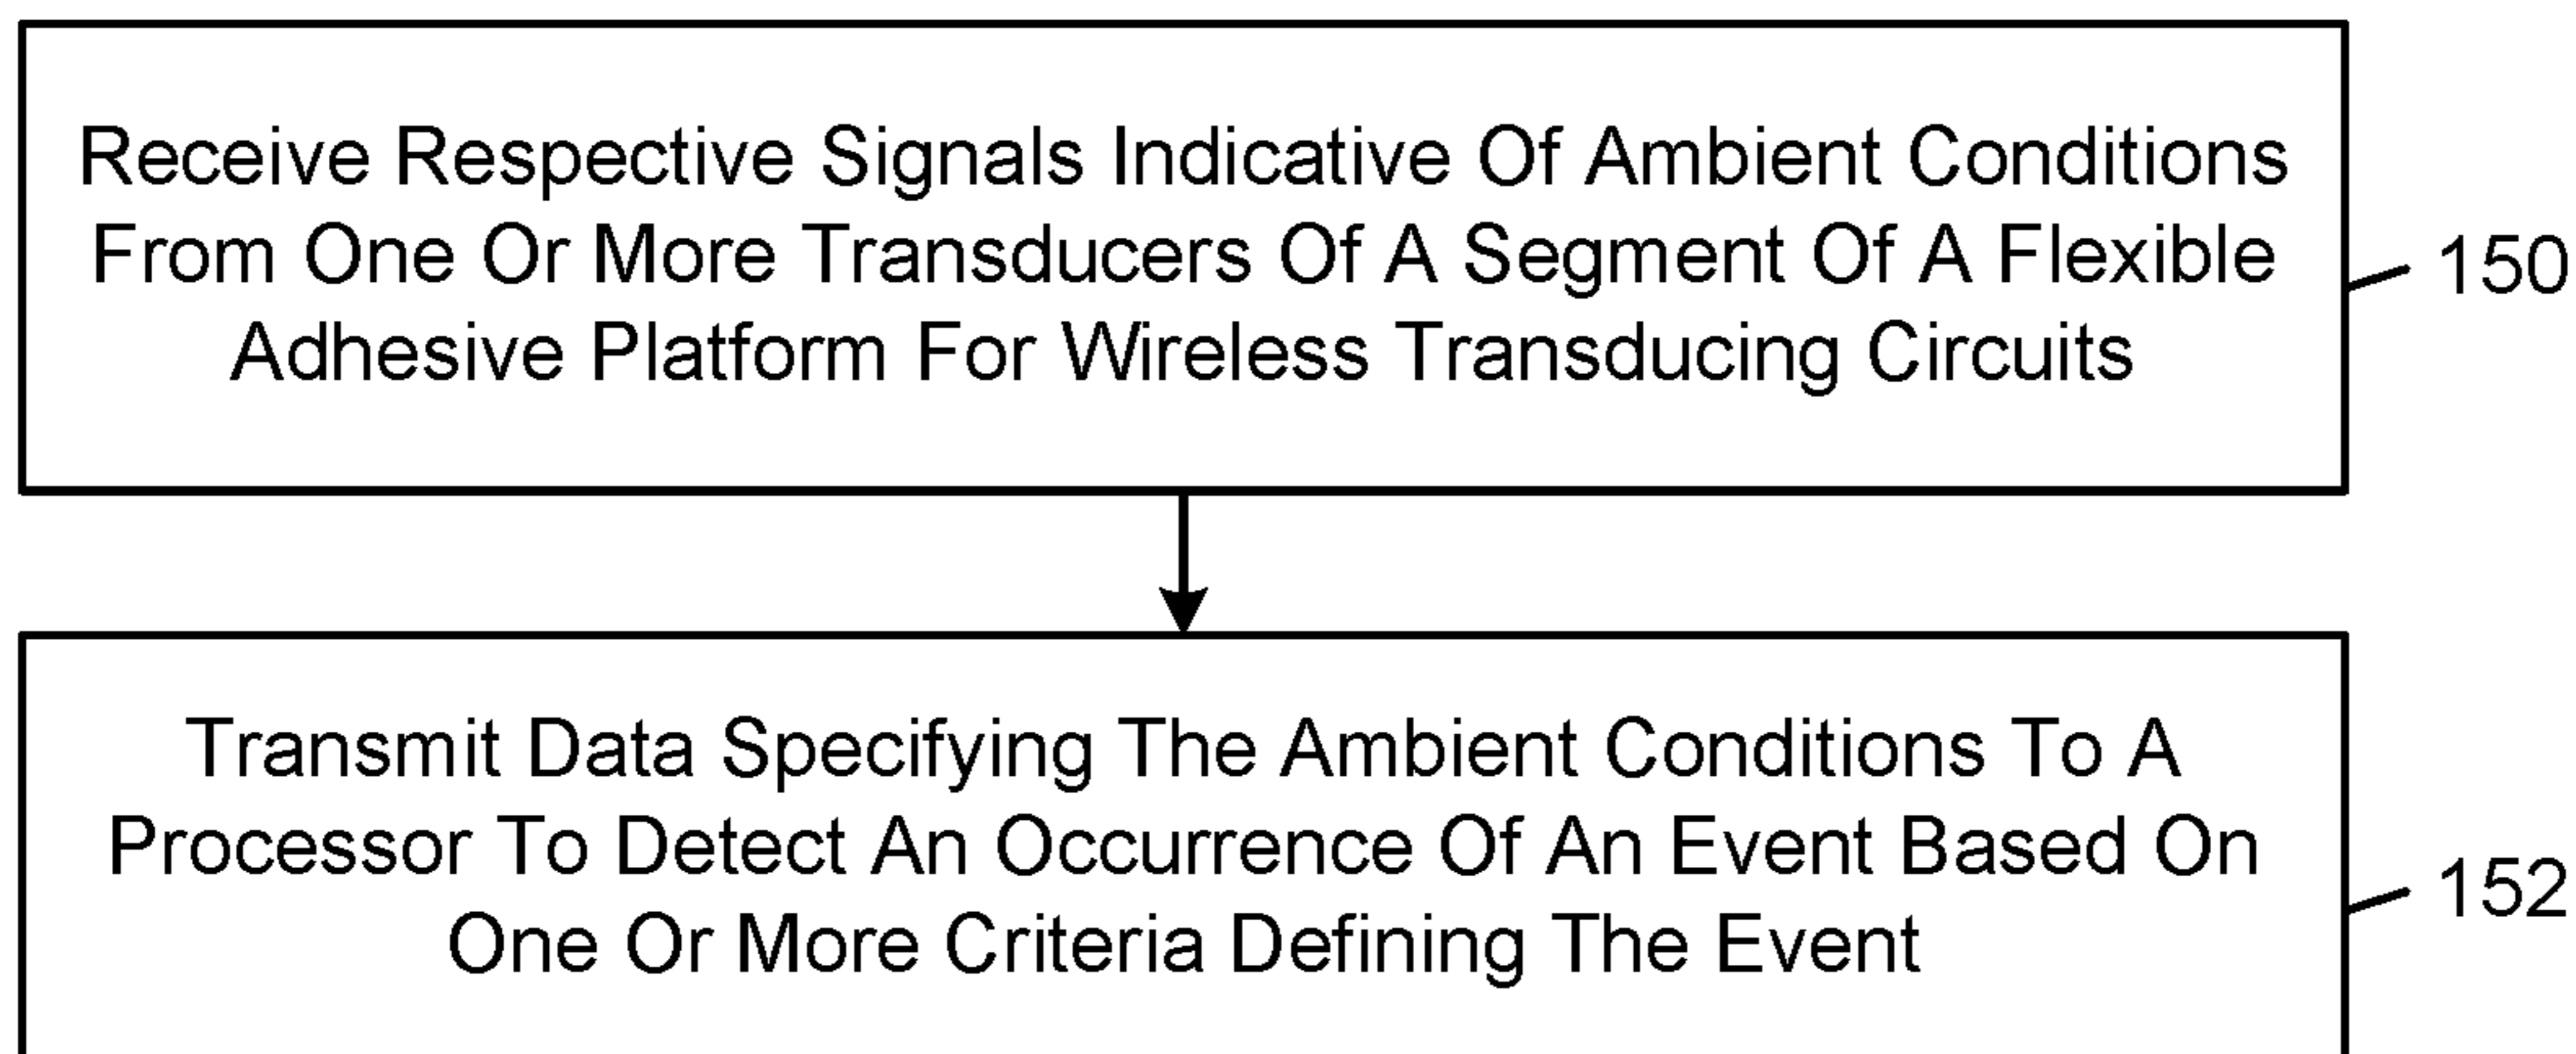 Receive Respective Signals Indicative Of Ambient Conditions
From One Or More Transducers Of A Segment Of A Flexible
Adhesive Platform For Wireless Transducing Circuits
150
Transmit Data Specifying The Ambient Conditions To A
Processor To Detect An Occurrence Of An Event Based On
One Or More Criteria Defining The Event
152